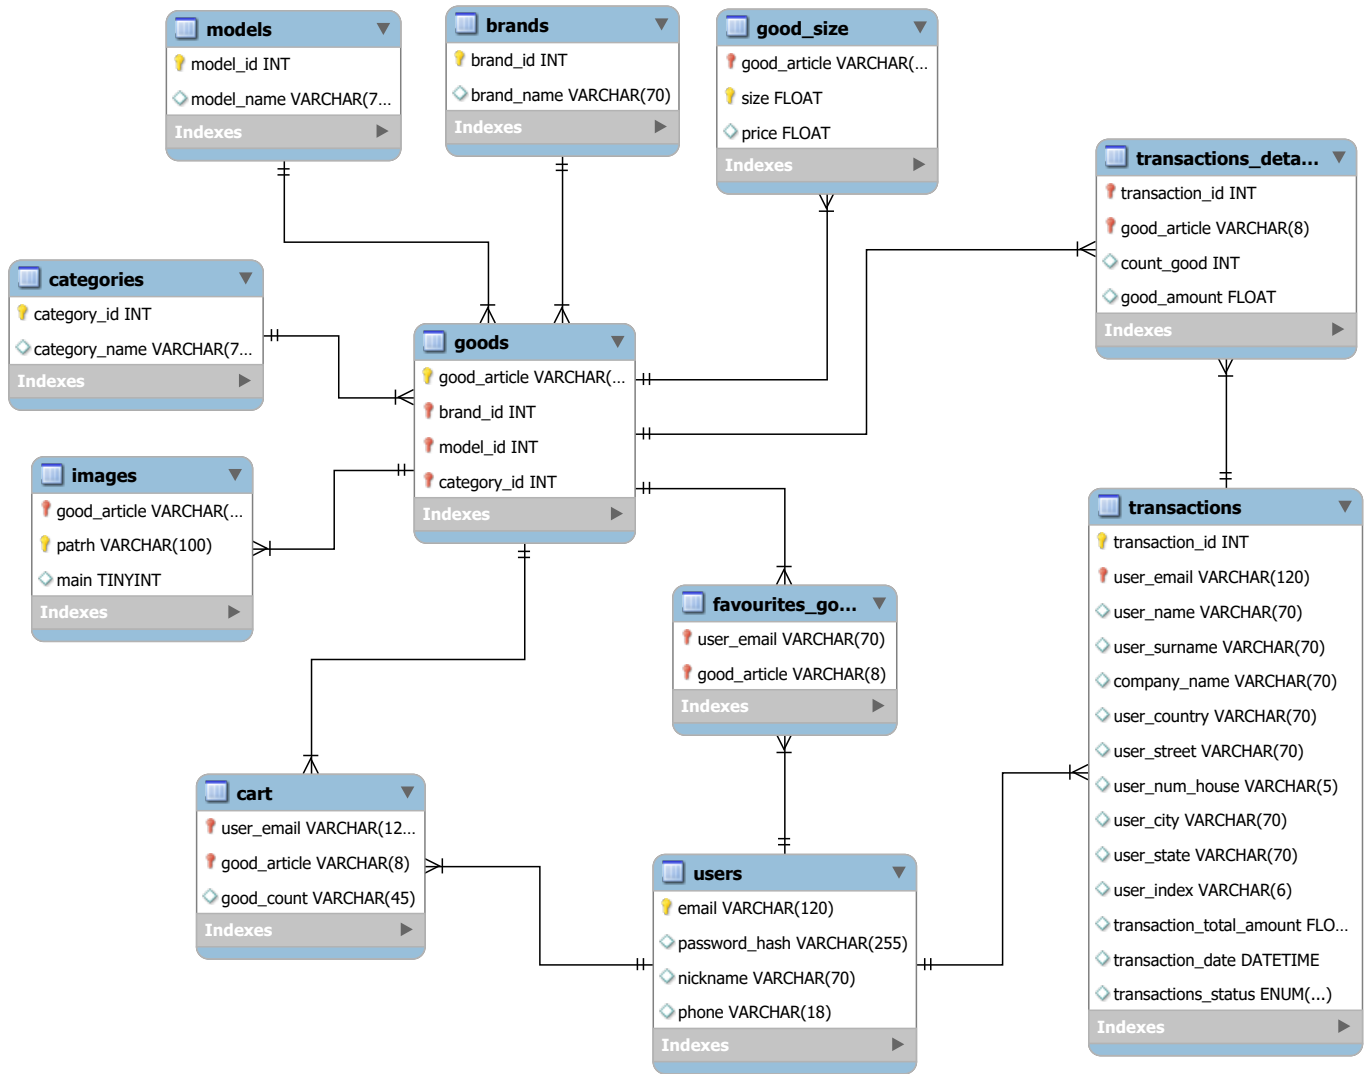 models
model_id INT
model_name VARCHAR(7...
Indexes
brands
brand_id INT
brand_name VARCHAR(70)
Indexes
good_size
good_article VARCHAR(...
size FLOAT
price FLOAT
Indexes
transactions_deta...
transaction_id INT
good_article VARCHAR(8)
count_good INT
good_amount FLOAT
Indexes
categories
category_id INT
category_name VARCHAR(7...
Indexes
goods
good_article VARCHAR(...
brand_id INT
model_id INT
category_id INT
Indexes
images
good_article VARCHAR(...
patrh VARCHAR(100)
main TINYINT
Indexes
transactions
transaction_id INT
user_email VARCHAR(120)
user_name VARCHAR(70)
user_surname VARCHAR(70)
company_name VARCHAR(70)
user_country VARCHAR(70)
user_street VARCHAR(70)
user_num_house VARCHAR(5)
user_city VARCHAR(70)
user_state VARCHAR(70)
user_index VARCHAR(6)
transaction_total_amount FLO...
transaction_date DATETIME
transactions_status ENUM(...)
Indexes
favourites_go...
user_email VARCHAR(70)
good_article VARCHAR(8)
Indexes
cart
user_email VARCHAR(12...
good_article VARCHAR(8)
good_count VARCHAR(45)
Indexes
users
email VARCHAR(120)
password_hash VARCHAR(255)
nickname VARCHAR(70)
phone VARCHAR(18)
Indexes